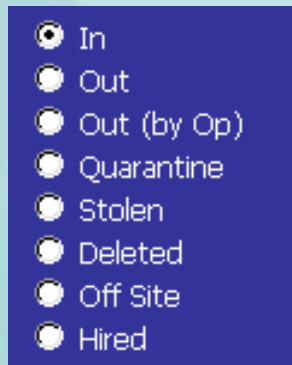 In
Out
Out (by Op)
Quarantine
Stolen
Deleted
Off Site
Hired